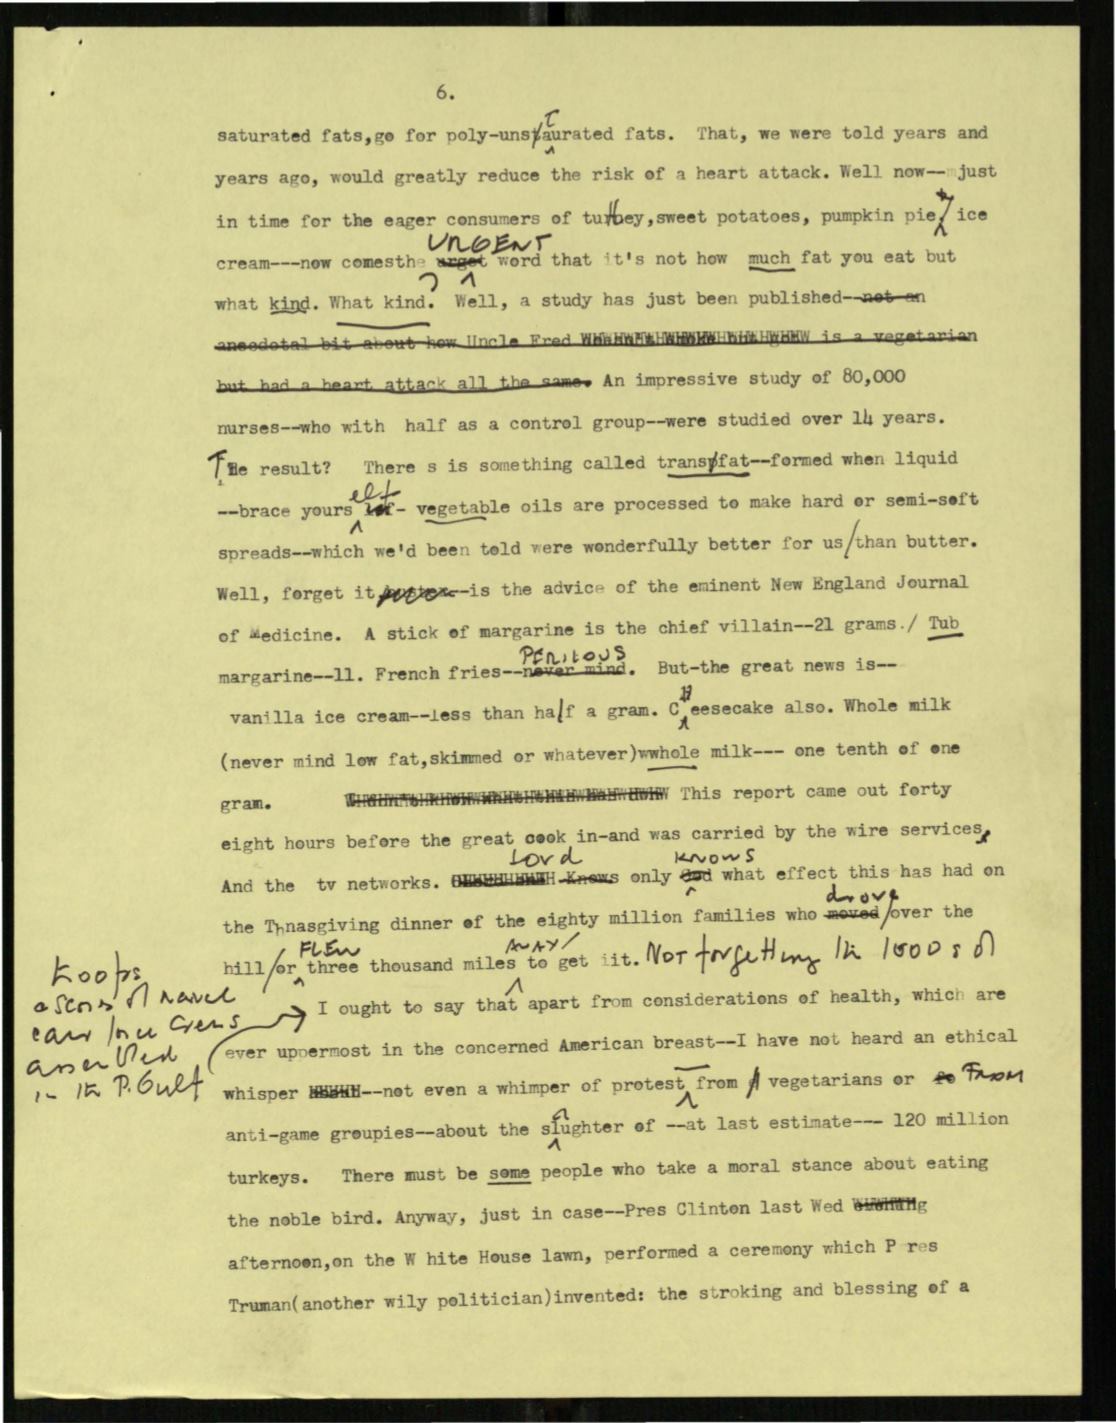 6.
saturated fats,go for poly-unstaurated fats. That, we were told years and
years ago, would greatly reduce the risk of a heart attack. Well now--just
in time for the eager consumers of turkey,sweet potatoes, pumpkin pie, ice
URGENT
cream---now comesthe urget word that it's not how much fat you eat but
what kind. What kind? Well, a study has just been published--not an
anecdotal bit about how Uncle Fred is a vegetarian
but had a heart attack all the same. An impressive study of 80,000
nurses--who with half as a control group--were studied over 14 years.
The result? There s is something called trans/fat--formed when liquid
elf
--brace yours - vegetable oils are processed to make hard or semi-soft
spreads--which we'd been told were wonderfully better for us/than butter.
Well, forget it --is the advice of the eminent New England Journal
of Medicine. A stick of margarine is the chief villain--21 grams./ Tub
PERILOUS
margarine--11. French fries--never mind. But-the great news is--
vanilla ice cream--less than half a gram. CHeesecake also. Whole milk
(never mind low fat,skimmed or whatever)wwhole milk--- one tenth of one
gram. This report came out forty
eight hours before the great cook in-and was carried by the wire services,
Lord knows
And the tv networks. Knows only God what effect this has had on
drove
the Thnasgiving dinner of the eighty million families who moved/over the
FLEW AWAY/
hill/or three thousand miles to get iit. NOT forgetting the 1000s of
troops
I ought to say that apart from considerations of health, which are
ever uppermost in the concerned American breast--I have not heard an ethical
assembled
in the P. Gulf
whisper --not even a whimper of protest from vegetarians or so FROM
anti-game groupies--about the slughter of --at last estimate--- 120 million
turkeys. There must be some people who take a moral stance about eating
the noble bird. Anyway, just in case--Pres Clinton last Wed
afternoon,on the W hite House lawn, performed a ceremony which P res
Truman(another wily politician)invented: the stroking and blessing of a